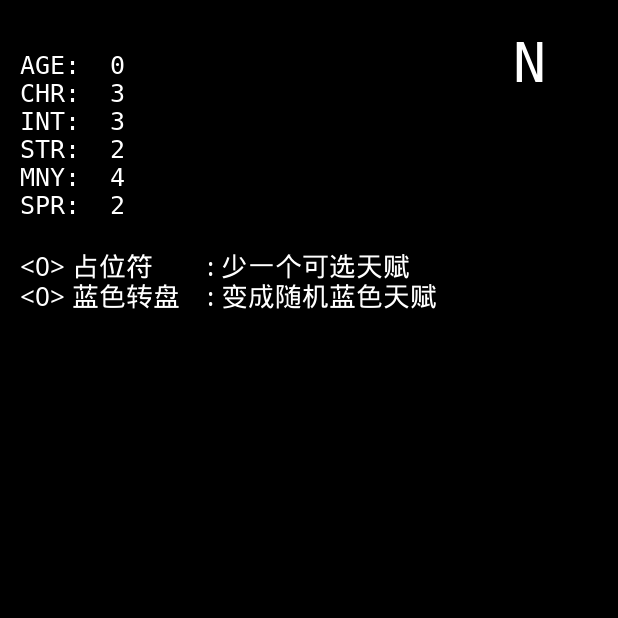 N
AGE: 0
CHR: 3
INT: 3
STR: 2
MNY: 4
SPR: 2
<O> 占位符 :少一个可选天赋
<O> 蓝色转盘 :变成随机蓝色天赋